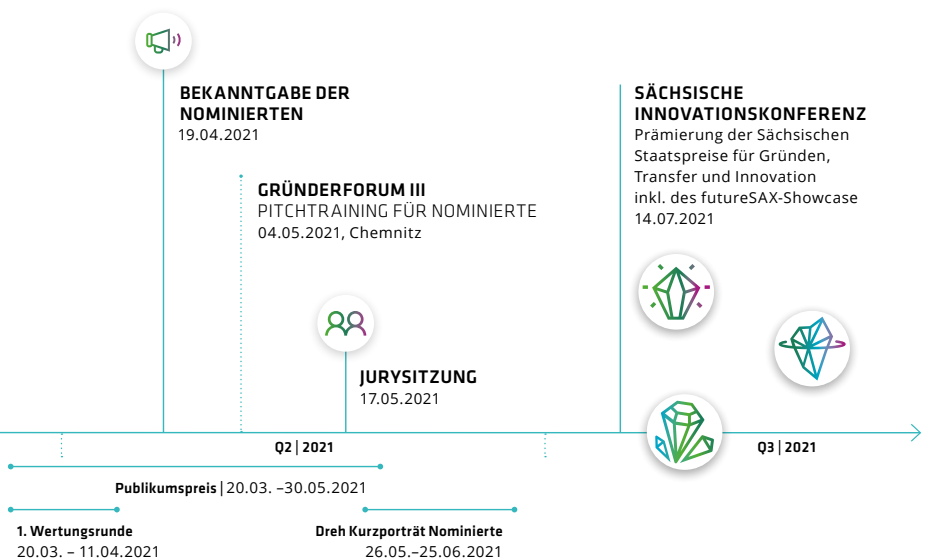 BEKANNTGABE DER
NOMINIERTEN
19.04.2021
GRÜNDERFORUM III
PITCHTRAINING FÜR NOMINIERTE
04.05.2021, Chemnitz
JURYSITZUNG
17.05.2021
SÄCHSISCHE
INNOVATIONSKONFERENZ
Prämierung der Sächsischen
Staatspreise für Gründen,
Transfer und Innovation
inkl. des futureSAX-Showcase
14.07.2021
Q2 | 2021
Q3 | 2021
Publikumspreis | 20.03. –30.05.2021
1. Wertungsrunde
20.03. – 11.04.2021
Dreh Kurzporträt Nominierte
26.05.–25.06.2021